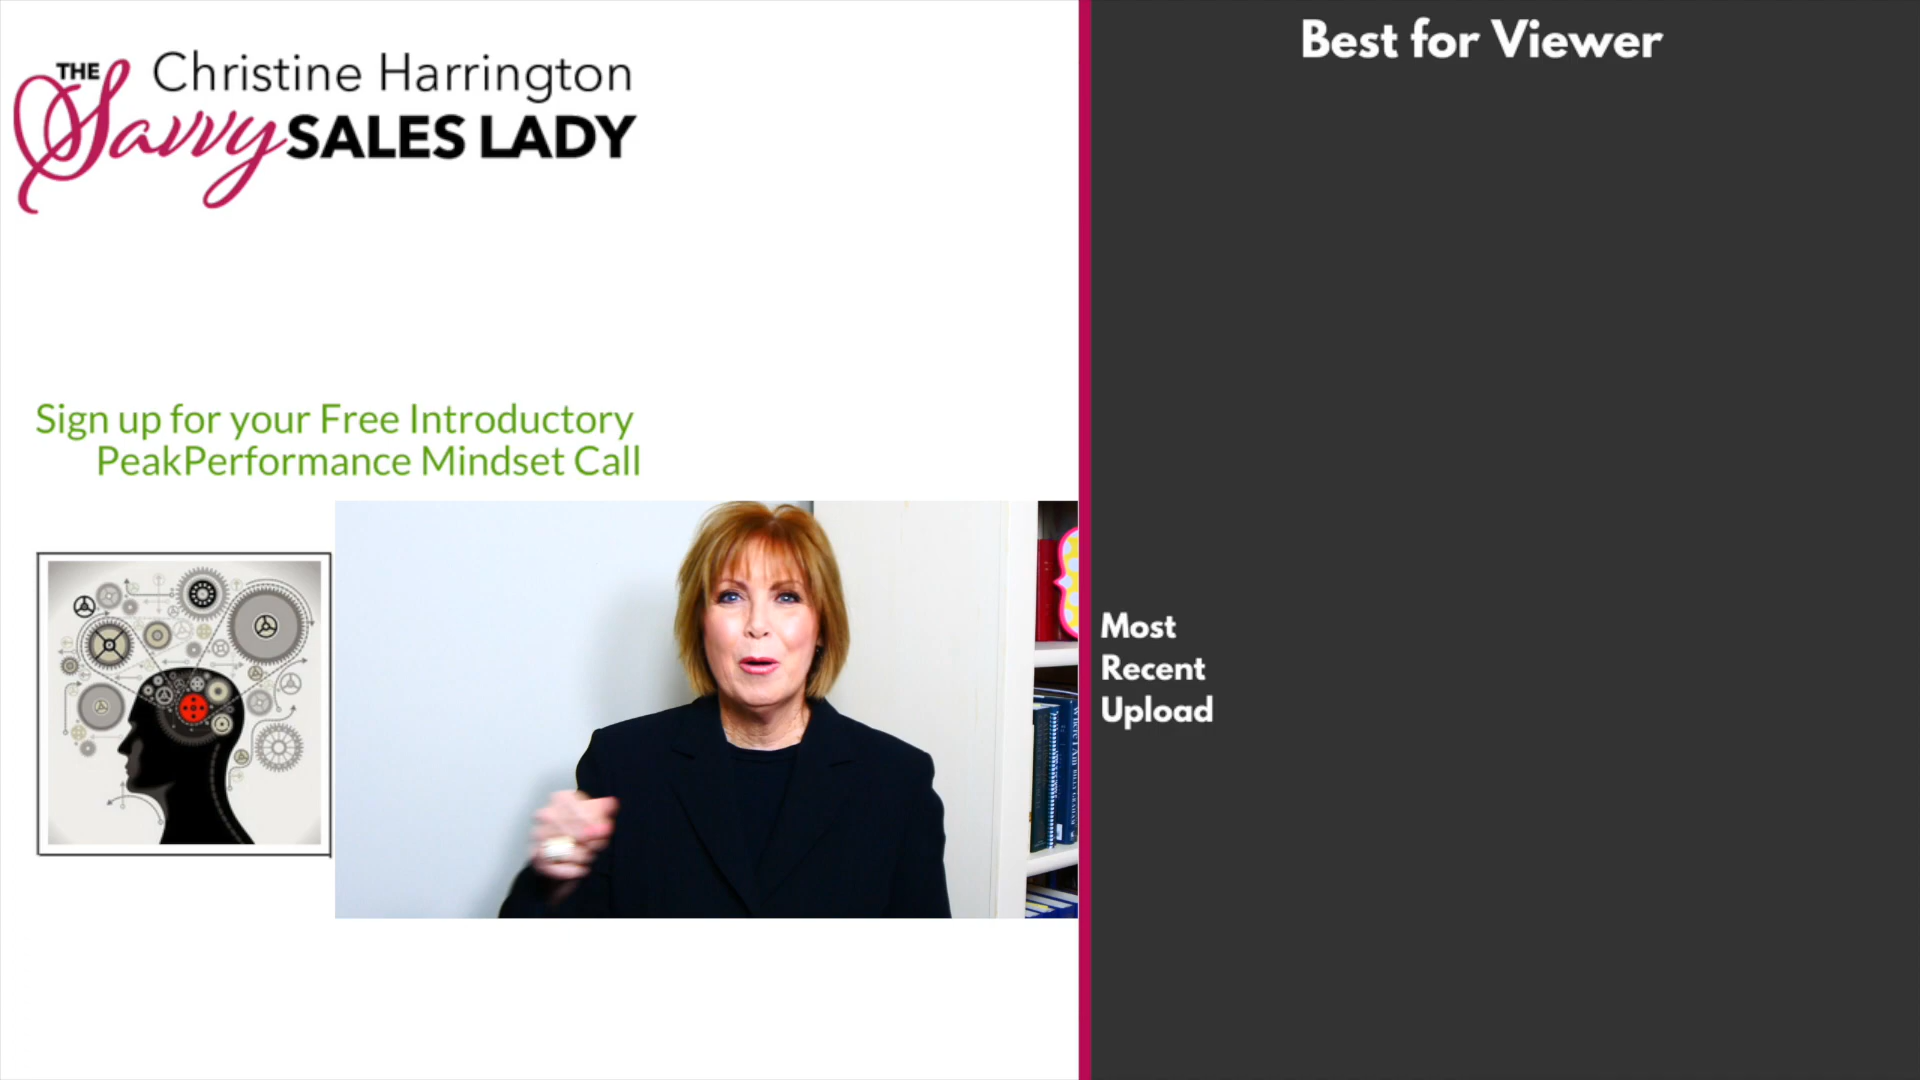 Christine Harrington
THE Savvy SALES LADY
Sign up for your Free Introductory
PeakPerformance Mindset Call
Best for Viewer
Most
Recent
Upload